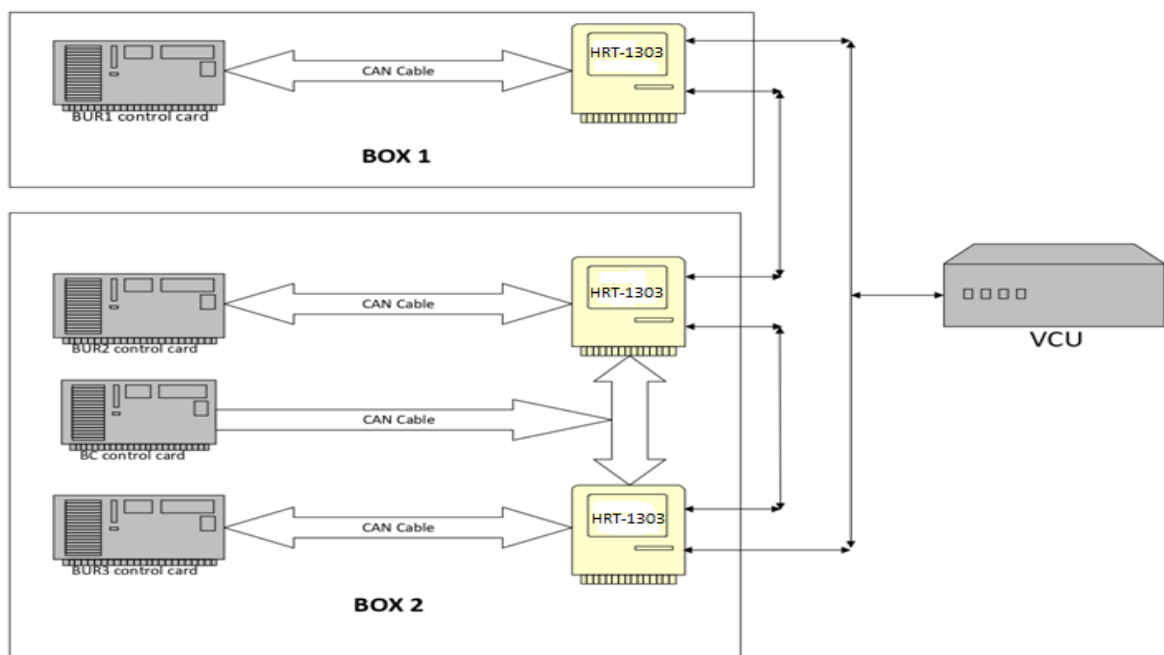 HRT-1303
CAN Cable
BUR1 control card
BOX 1
HRT-1303
CAN Cable
BUR2 control card
VCU
CAN Cable
BC control card
HRT-1303
CAN Cable
BUR3 control card
BOX 2